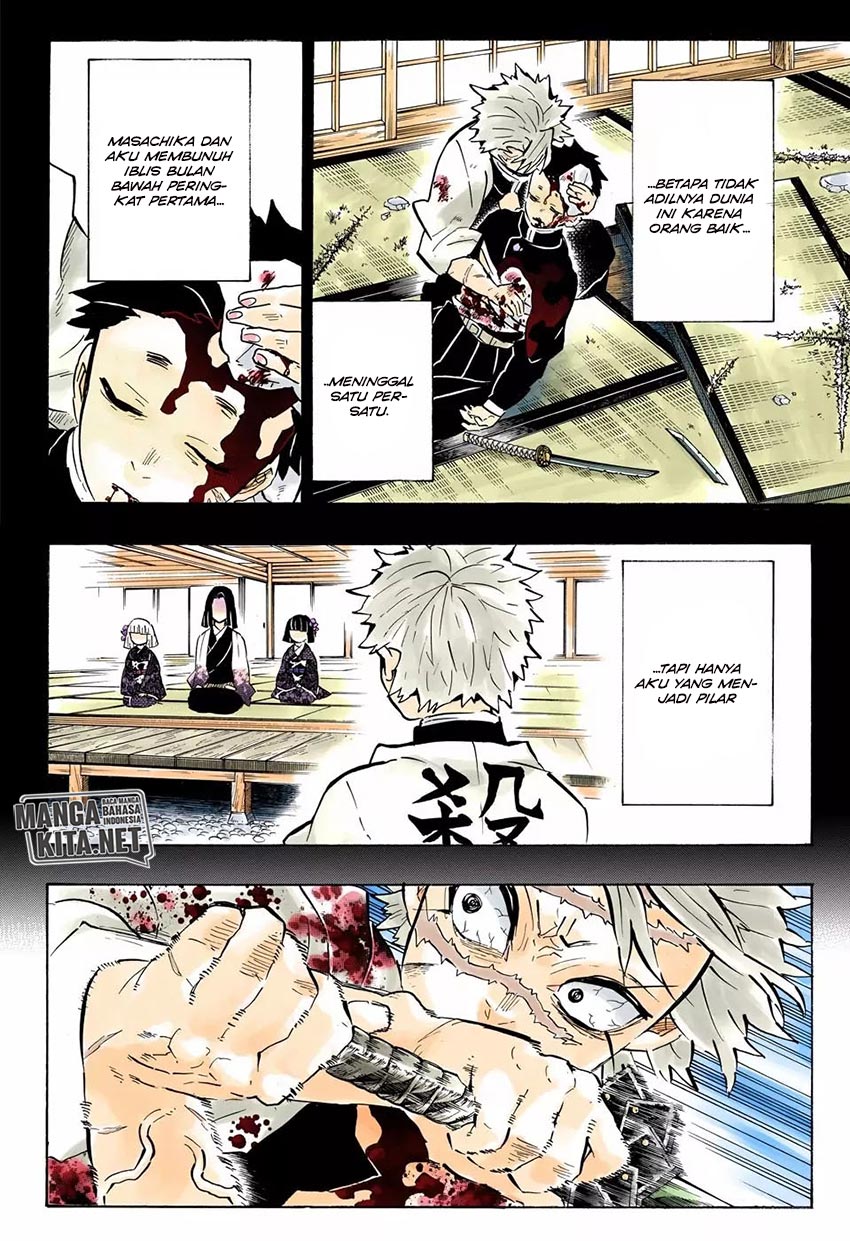 ...BETAPA TIDAK
ADILNYA DUNIA
INI KARENA
ORANG BAIK...
..MENINGGAL
SATU PER-
SATU.
MASACHIKA DAN
AKU MEMBUNUH
IBLIS BULAN
BAWAH PERING-
KAT PERTAMA...
...TAPI HANYA
AKU YANG MEN-
JADI PILAR
殺
MANGA
KITA.NET
BACA MANGA
BAHASA
INDONESIA